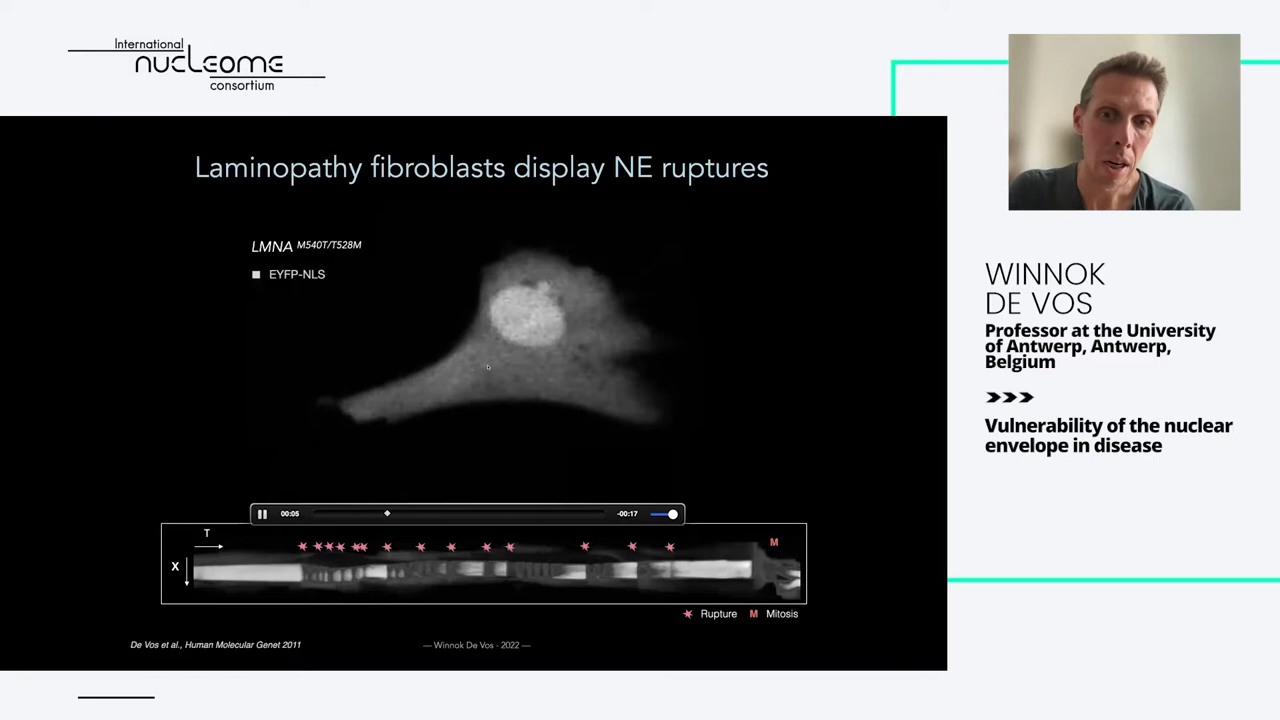 International
nucleome
consortium
Laminopathy fibroblasts display NE ruptures
LMNA M540T/T528M
EYFP-NLS
00:05
-00:17
T
X
M
Rupture M Mitosis
De Vos et al., Human Molecular Genet 2011
— Winnok De Vos - 2022 —
WINNOK
DE VOS
Professor at the University
of Antwerp, Antwerp,
Belgium
Vulnerability of the nuclear
envelope in disease